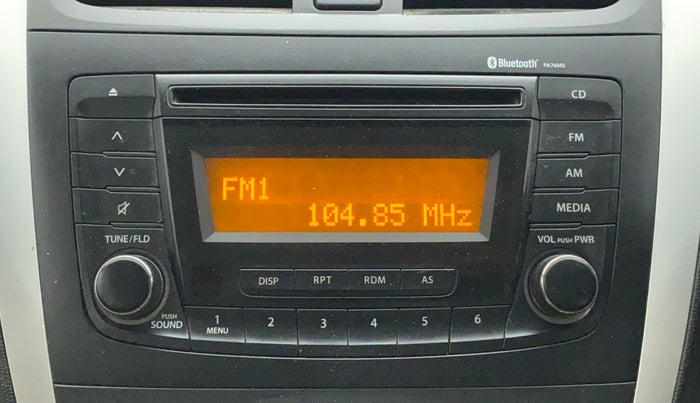 Bluetooth® PA76M0
CD
FM
AM
MEDIA
FM1
104.85 MHz
TUNE/FLD
VOL PUSH PWR
DISP RPT RDM AS
PUSH
SOUND
1 2 3 4 5 6
MENU